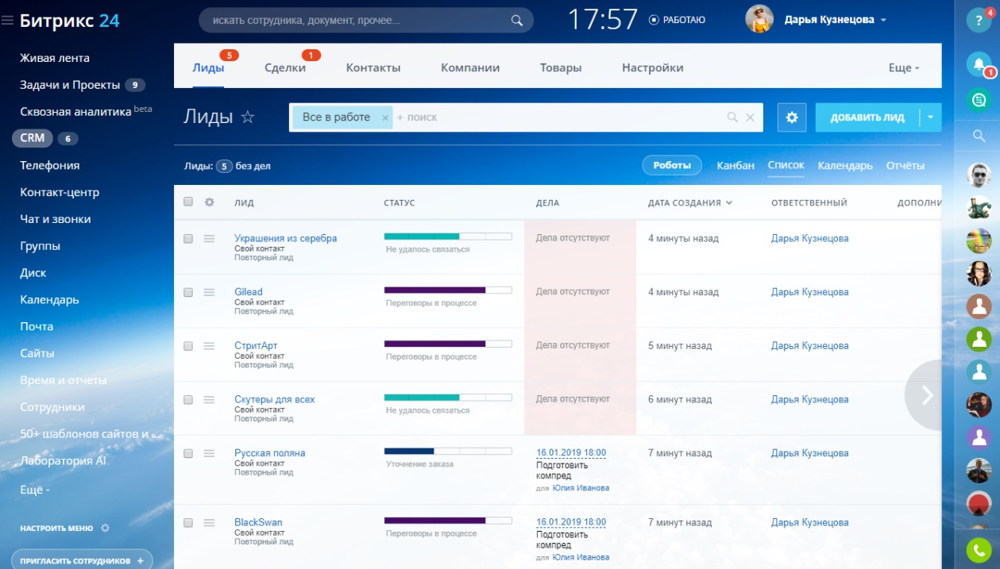 Битрикс 24
искать сотрудника, документ, прочее...
17:57
РАБОТАЮ
Дарья Кузнецова
?
4
1
Живая лента
Задачи и Проекты 9
Сквозная аналитика beta
CRM 6
Телефония
Контакт-центр
Чат и звонки
Группы
Диск
Календарь
Почта
Сайты
Время и отчеты
Сотрудники
50+ шаблонов сайтов и ...
Лаборатория AI
Ещё
НАСТРОИТЬ МЕНЮ
ПРИГЛАСИТЬ СОТРУДНИКОВ +
Лиды 5 Сделки 1 Контакты Компании Товары Настройки Еще
Лиды
Все в работе × + поиск
ДОБАВИТЬ ЛИД
Лиды: 5 без дел
Роботы Канбан Список Календарь Отчёты
ЛИД СТАТУС ДЕЛА ДАТА СОЗДАНИЯ ОТВЕТСТВЕННЫЙ ДОПОЛНИ
Украшения из серебра Дела отсутствуют 4 минуты назад Дарья Кузнецова
Свой контакт Не удалось связаться
Повторный лид
Gilead Дела отсутствуют 4 минуты назад Дарья Кузнецова
Свой контакт Переговоры в процессе
Повторный лид
СтритАрт Дела отсутствуют 5 минут назад Дарья Кузнецова
Свой контакт Переговоры в процессе
Повторный лид
Скутеры для всех Дела отсутствуют 6 минут назад Дарья Кузнецова
Свой контакт Не удалось связаться
Повторный лид
Русская поляна 16.01.2019 18:00 7 минут назад Дарья Кузнецова
Свой контакт Уточнение заказа Подготовить
Повторный лид компред
для Юлия Иванова
BlackSwan 16.01.2019 18:00 7 минут назад Дарья Кузнецова
Свой контакт Переговоры в процессе Подготовить
Повторный лид компред
для Юлия Иванова